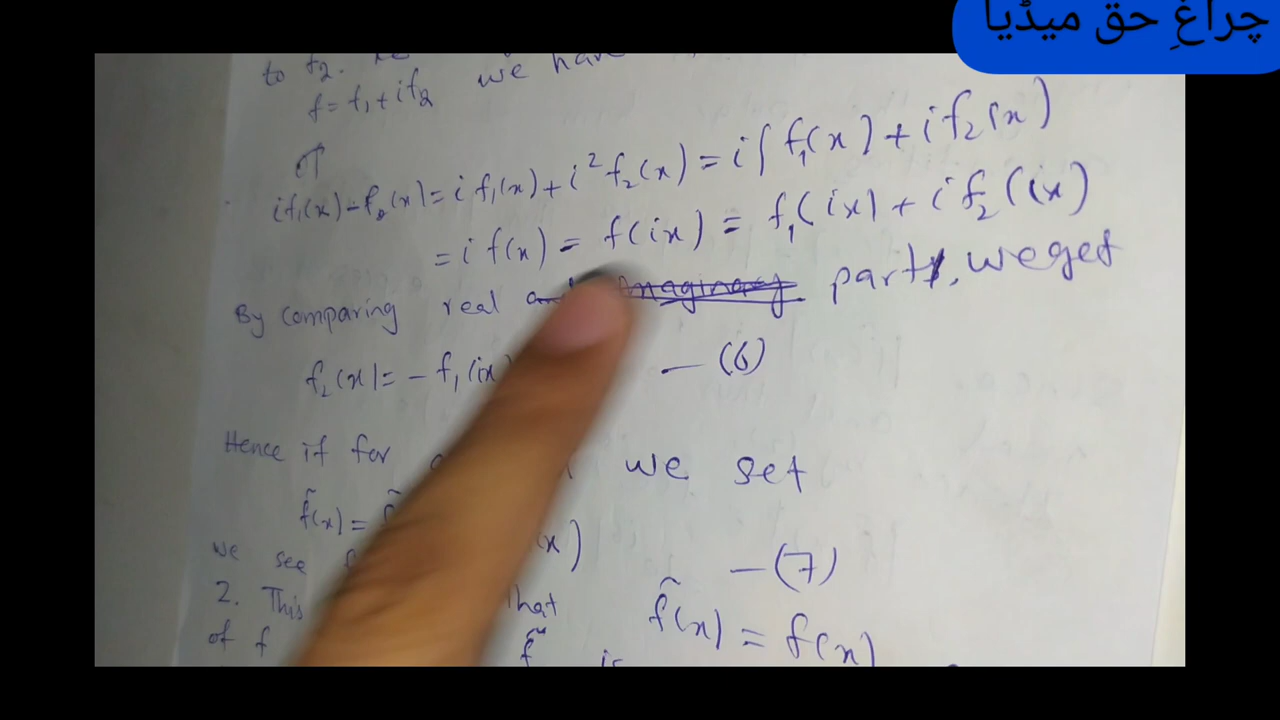 چراغِ حق میڈیا
to f₂.
we have
f = f₁ + if₂
if₁(x) - f₂(x) = i f₁(x) + i² f₂(x) = i ( f₁(x) + i f₂(x)
= i f(x) = f(ix) = f₁(ix) + i f₂(ix)
By comparing real part, we get
f₂(x) = - f₁(ix) — (6)
Hence if for we set
f̃(x) =
x) — (7)
we see
2. This that f̃(x) = f(x)
of f f̃ is